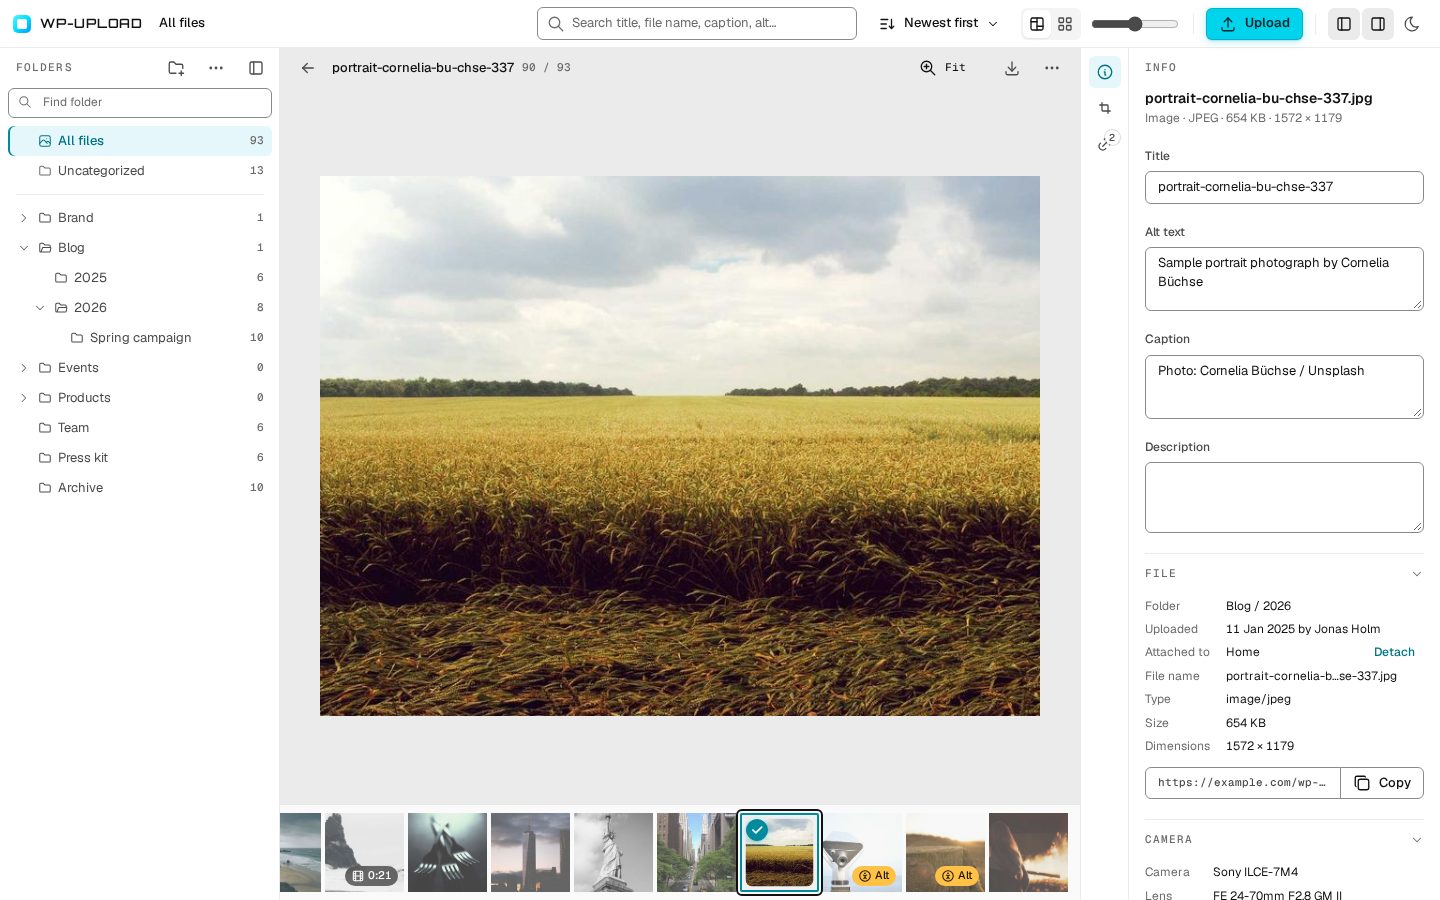 WP-UPLOAD
All files
Search title, file name, caption, alt...
Newest first
Upload
FOLDERS
Find folder
All files 93
Uncategorized 13
Brand 1
Blog 1
2025 6
2026 8
Spring campaign 10
Events 0
Products 0
Team 6
Press kit 6
Archive 10
portrait-cornelia-bu-chse-337 90 / 93
Fit
0:21
Alt
Alt
2
INFO
portrait-cornelia-bu-chse-337.jpg
Image · JPEG · 654 KB · 1572 × 1179
Title
portrait-cornelia-bu-chse-337
Alt text
Sample portrait photograph by Cornelia
Büchse
Caption
Photo: Cornelia Büchse / Unsplash
Description
FILE
Folder Blog / 2026
Uploaded 11 Jan 2025 by Jonas Holm
Attached to Home Detach
File name portrait-cornelia-b...se-337.jpg
Type image/jpeg
Size 654 KB
Dimensions 1572 × 1179
https://example.com/wp-... Copy
CAMERA
Camera Sony ILCE-7M4
Lens FE 24-70mm F2.8 GM II